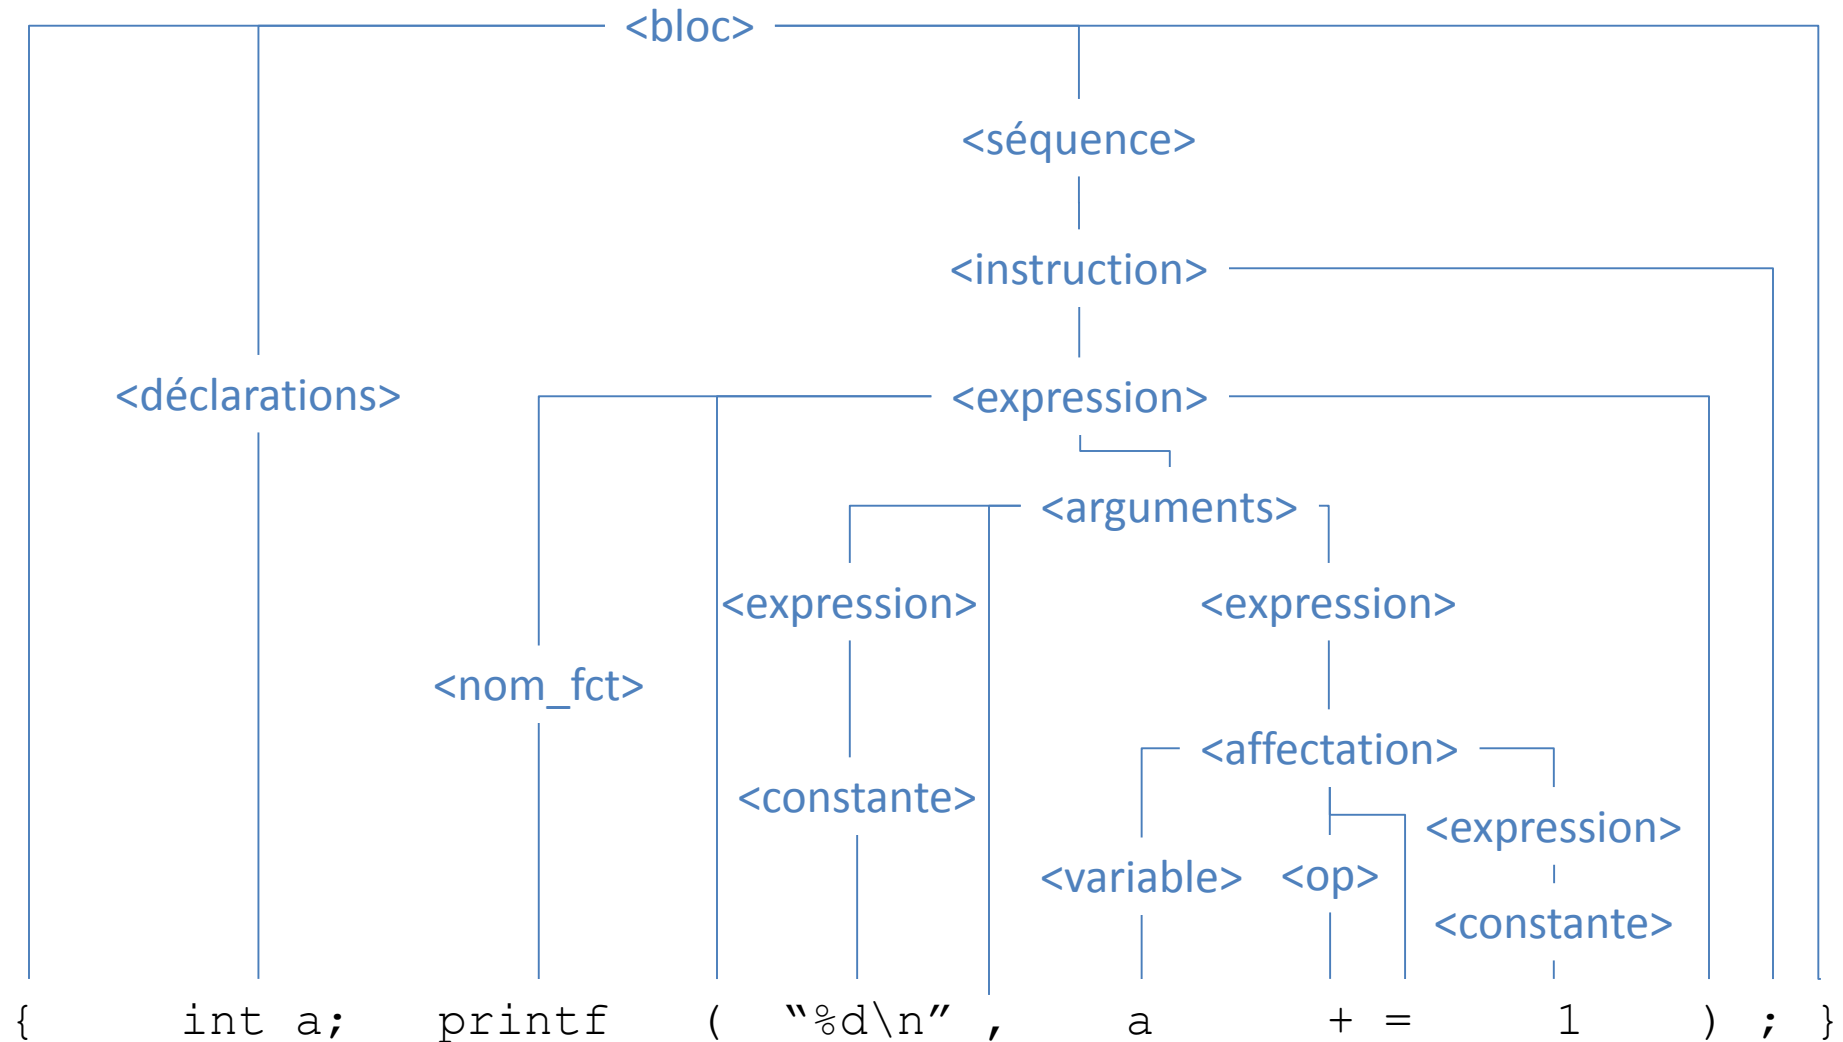 <bloc>
<séquence>
<instruction>
<déclarations> <expression>
<arguments>
<expression> <expression>
<nom_fct>
<affectation>
<constante>
<expression>
<variable> <op>
<constante>
{ int a; printf ( “%d\n” , a + = 1 ) ; }